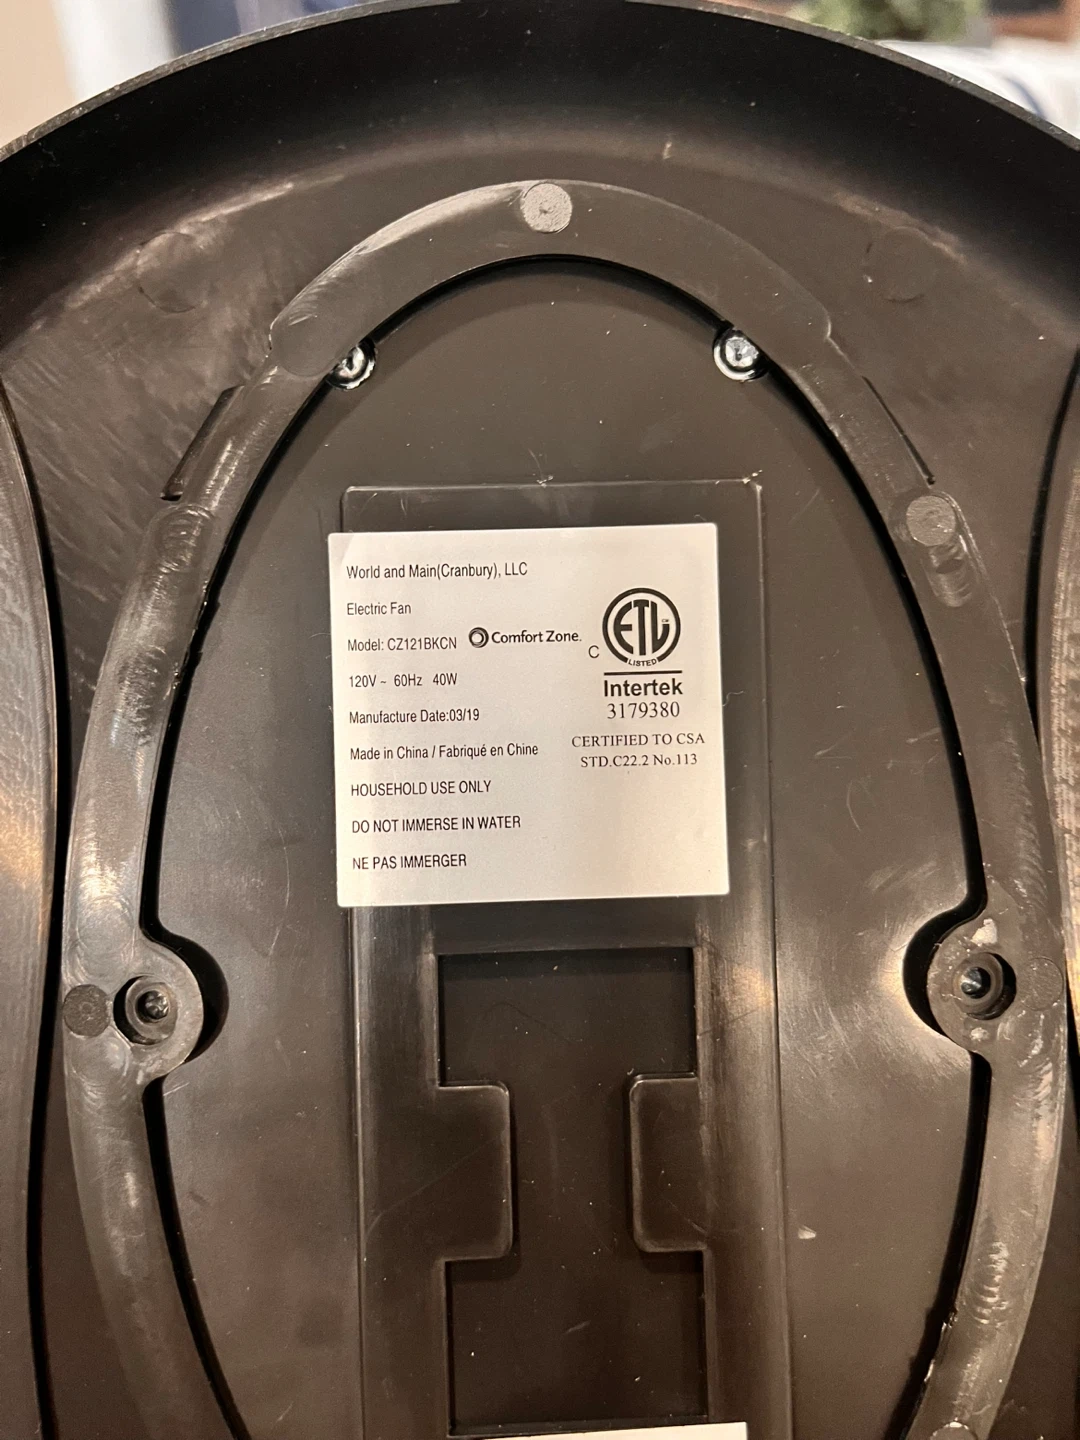 World and Main(Cranbury), LLC
Electric Fan
Model: CZ121BKCN Comfort Zone.
120V ~ 60Hz 40W
Manufacture Date:03/19
Made in China / Fabriqué en Chine
HOUSEHOLD USE ONLY
DO NOT IMMERSE IN WATER
NE PAS IMMERGER
C ETL CM
LISTED
Intertek
3179380
CERTIFIED TO CSA
STD.C22.2 No.113